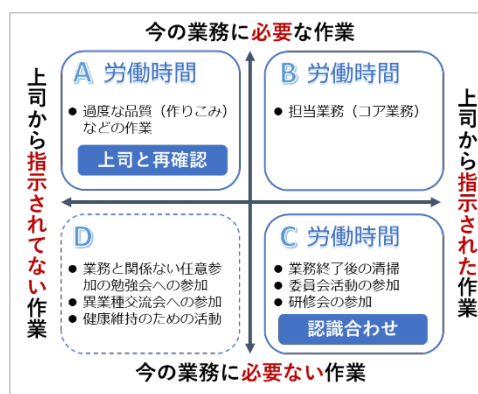 今の業務に必要な作業
上司から指示されてない作業
A 労働時間
● 過度な品質（作りこみ）
などの作業
上司と再確認
B 労働時間
● 担当業務（コア業務）
上司から指示された作業
D
● 業務と関係ない任意参
加の勉強会への参加
● 異業種交流会への参加
● 健康維持のための活動
C 労働時間
● 業務終了後の清掃
● 委員会活動の参加
● 研修会の参加
認識合わせ
今の業務に必要ない作業